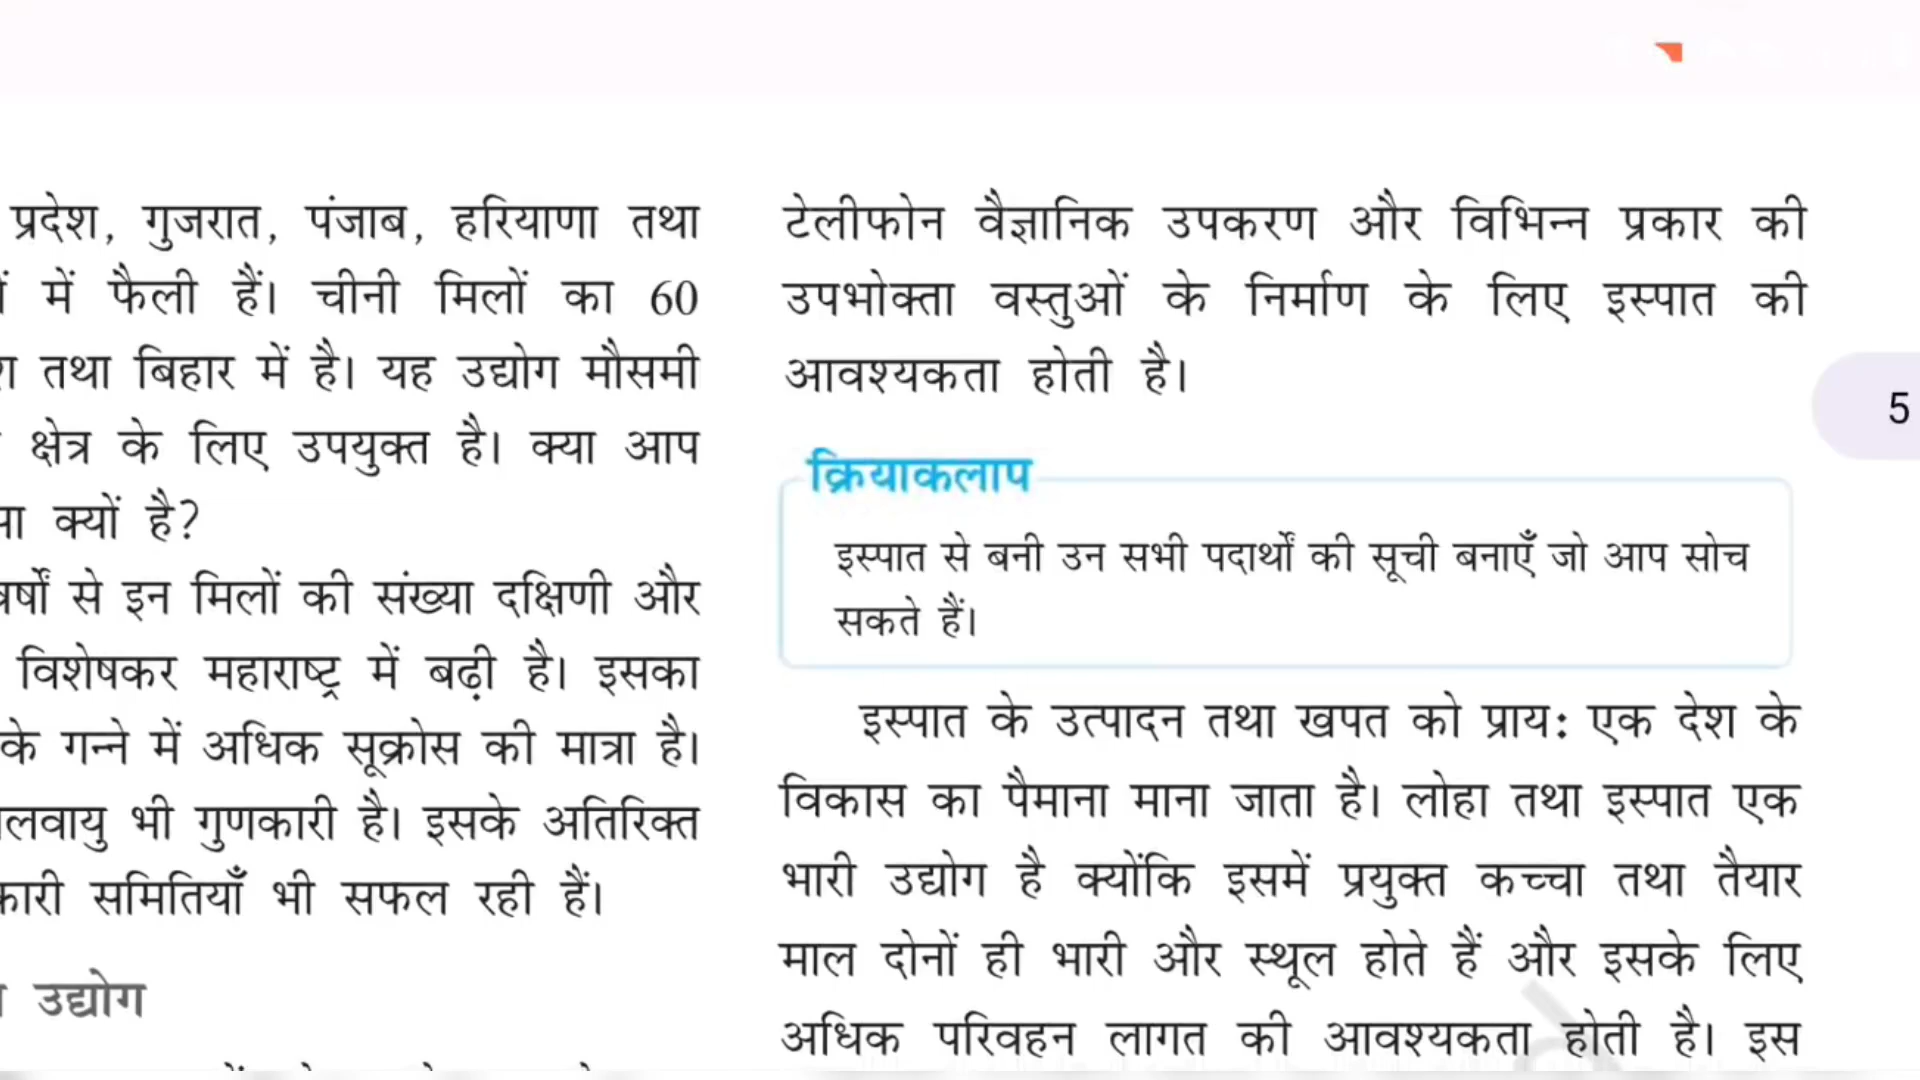 प्रदेश, गुजरात, पंजाब, हरियाणा तथा
में फैली हैं। चीनी मिलों का 60
तथा बिहार में है। यह उद्योग मौसमी
क्षेत्र के लिए उपयुक्त है। क्या आप
क्यों है?
से इन मिलों की संख्या दक्षिणी और
विशेषकर महाराष्ट्र में बढ़ी है। इसका
के गन्ने में अधिक सूक्रोस की मात्रा है।
भी गुणकारी है। इसके अतिरिक्त
समितियाँ भी सफल रही हैं।
उद्योग
टेलीफोन वैज्ञानिक उपकरण और विभिन्न प्रकार की
उपभोक्ता वस्तुओं के निर्माण के लिए इस्पात की
आवश्यकता होती है।
क्रियाकलाप
इस्पात से बनी उन सभी पदार्थों की सूची बनाएँ जो आप सोच
सकते हैं।
इस्पात के उत्पादन तथा खपत को प्राय: एक देश के
विकास का पैमाना माना जाता है। लोहा तथा इस्पात एक
भारी उद्योग है क्योंकि इसमें प्रयुक्त कच्चा तथा तैयार
माल दोनों ही भारी और स्थूल होते हैं और इसके लिए
अधिक परिवहन लागत की आवश्यकता होती है। इस
5